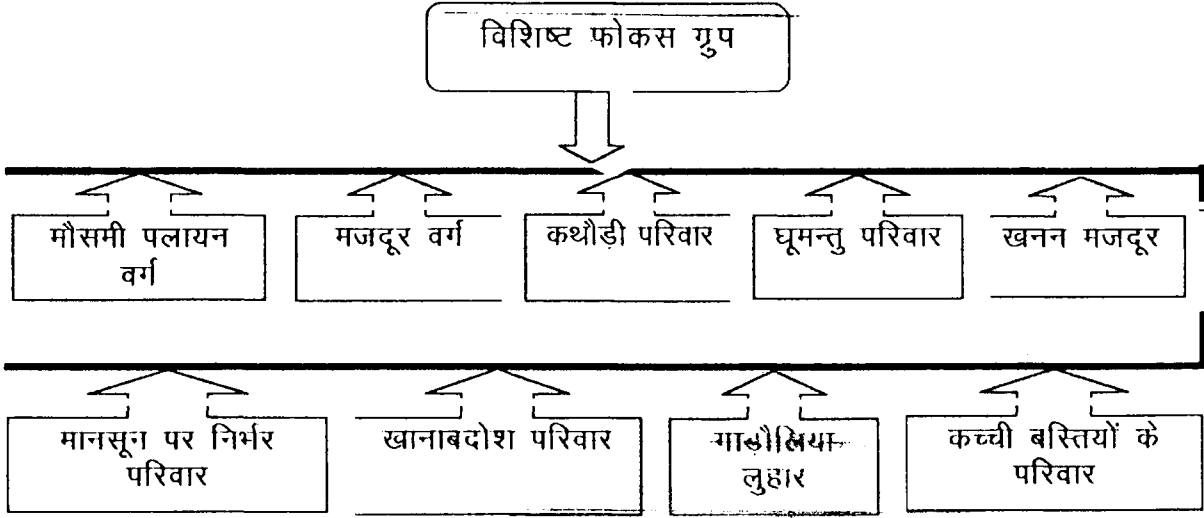 विशिष्ट फोकस ग्रुप
मौसमी पलायन
वर्ग
मजदूर वर्ग
कथौड़ी परिवार
घूमन्तु परिवार
खनन मजदूर
मानसून पर निर्भर
परिवार
खानाबदोश परिवार
गाड़ौलिया
लुहार
कच्ची बस्तियों के
परिवार